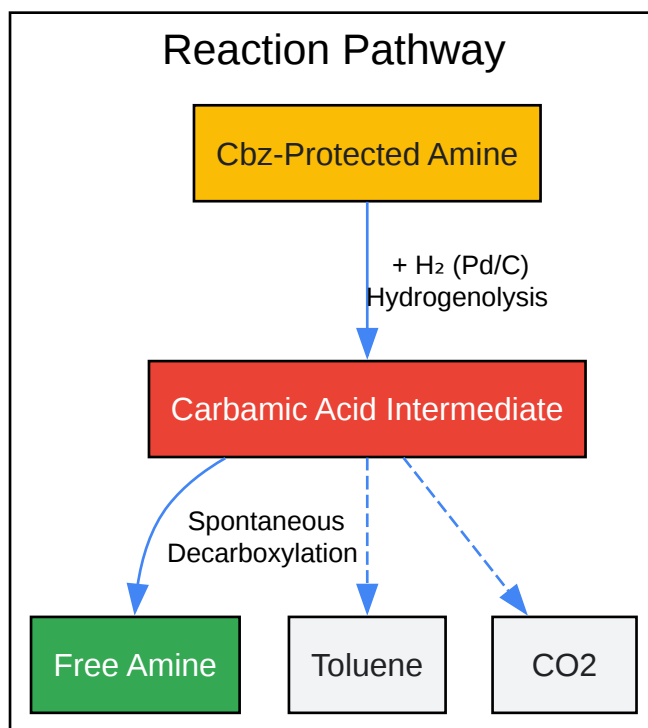 Reaction Pathway
Cbz-Protected Amine
+ H₂ (Pd/C)
Hydrogenolysis
Carbamic Acid Intermediate
Spontaneous
Decarboxylation
Free Amine
Toluene
CO2